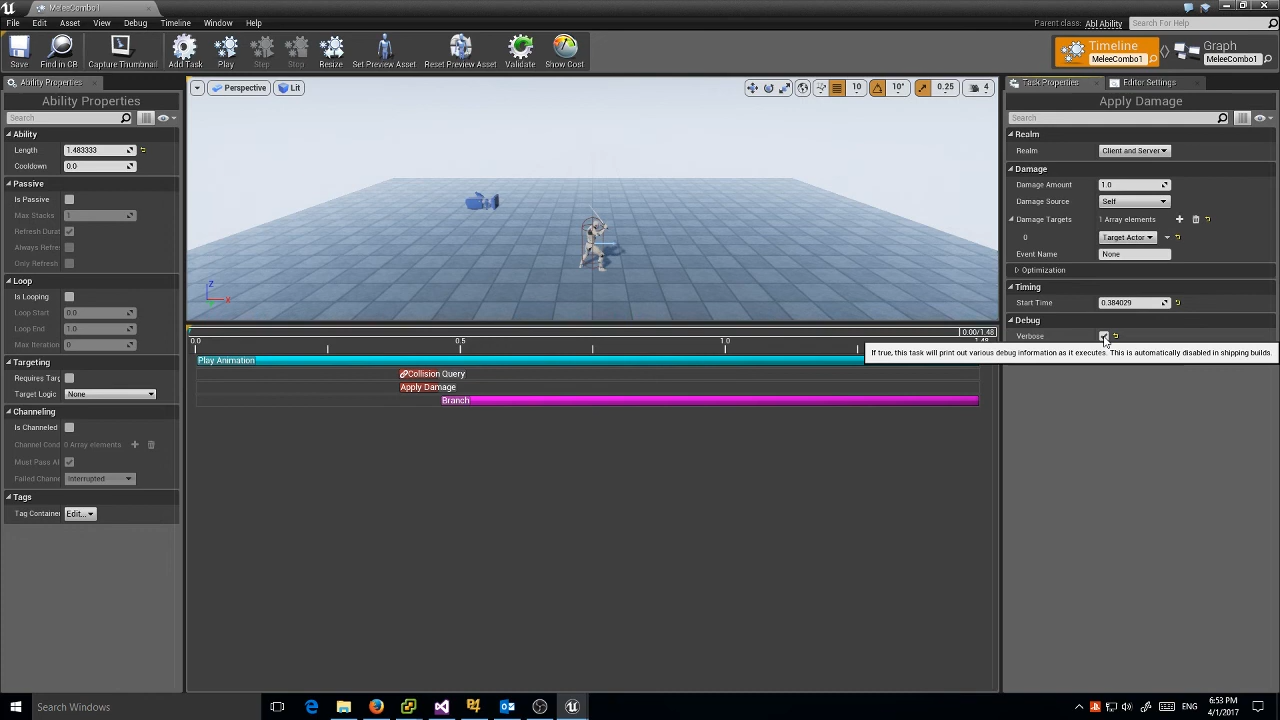 MeleeCombo1
File Edit Asset View Debug Timeline Window Help
Parent class: Abl Ability Search For Help
Save Find in CB Capture Thumbnail Add Task Play Step Stop Resize Set Preview Asset Reset Preview Asset Validate Show Cost
Timeline MeleeCombo1 Graph MeleeCombo1
Ability Properties
Ability Properties
Search
Ability
Length 1.483333
Cooldown 0.0
Passive
Is Passive
Max Stacks 1
Refresh Durat
Always Refre
Only Refresh
Loop
Is Looping
Loop Start 0.0
Loop End 1.0
Max Iteration 0
Targeting
Requires Targ
Target Logic None
Channeling
Is Channeled
Channel Cond 0 Array elements
Must Pass Al
Failed Channe Interrupted
Tags
Tag Container Edit...
Perspective Lit
10 10° 0.25 4
Z
X
0.00/1.48
0.0 0.5 1.0 1.48
Play Animation
Collision Query
Apply Damage
Branch
Task Properties Editor Settings
Apply Damage
Search
Realm
Realm Client and Server
Damage
Damage Amount 1.0
Damage Source Self
Damage Targets 1 Array elements
0 Target Actor
Event Name None
Optimization
Timing
Start Time 0.384029
Debug
Verbose
If true, this task will print out various debug information as it executes. This is automatically disabled in shipping builds.
Search Windows
ENG
6:53 PM
4/1/2017